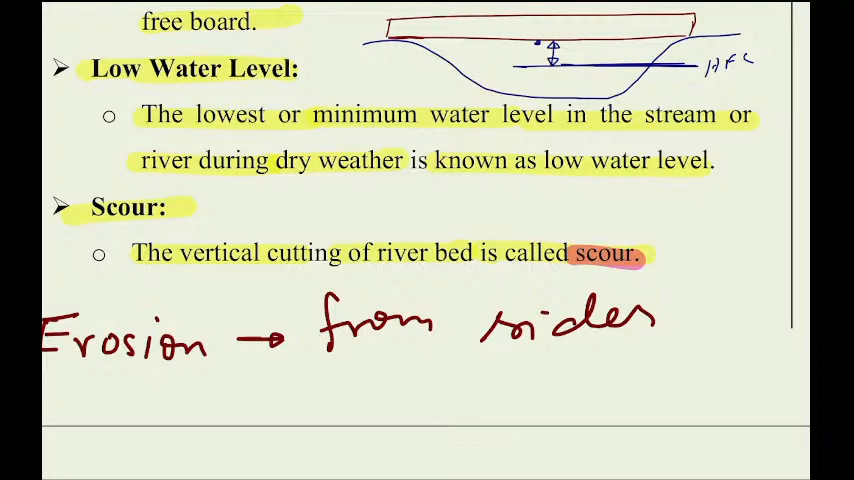 free board.
HFL
➢ Low Water Level:
o The lowest or minimum water level in the stream or
river during dry weather is known as low water level.
➢ Scour:
o The vertical cutting of river bed is called scour.
Erosion → from sides